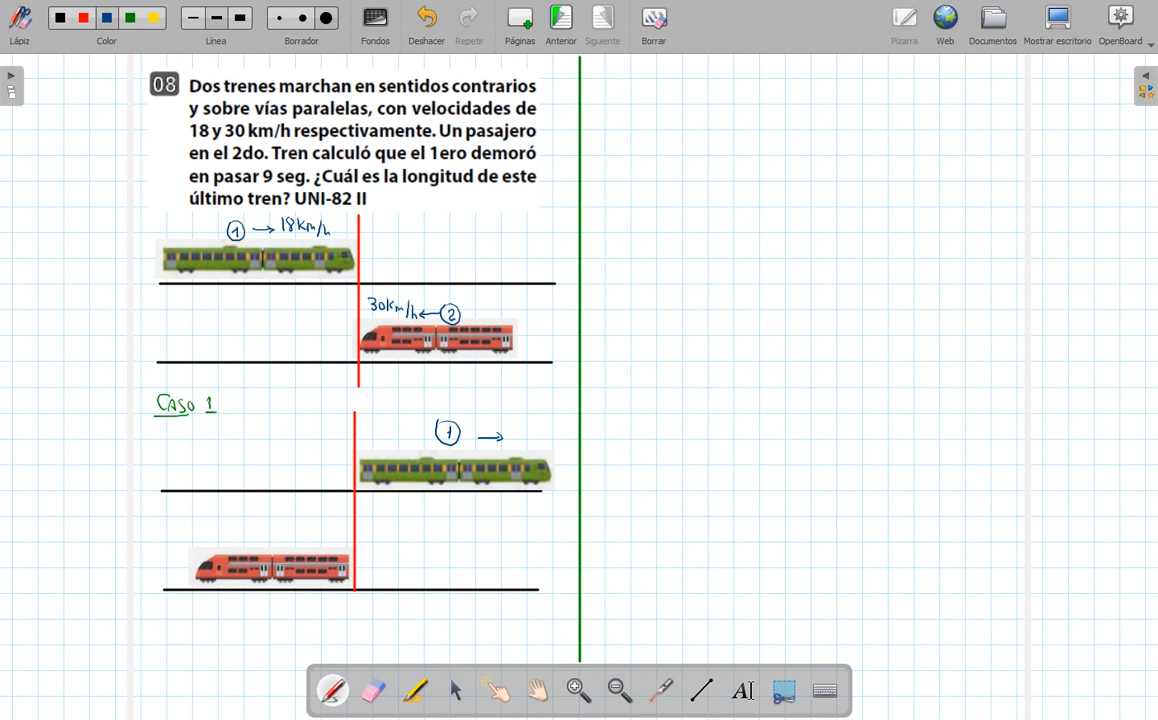 Lápiz
Color
Línea
Borrador
Fondos
Deshacer
Repetir
Páginas
Anterior
Siguiente
Borrar
Pizarra
Web
Documentos
Mostrar escritorio
OpenBoard
08
Dos trenes marchan en sentidos contrarios
y sobre vías paralelas, con velocidades de
18 y 30 km/h respectivamente. Un pasajero
en el 2do. Tren calculó que el 1ero demoró
en pasar 9 seg. ¿Cuál es la longitud de este
último tren? UNI-82 II
1 → 18km/h
30km/h ← 2
CASO 1
1 →
AI